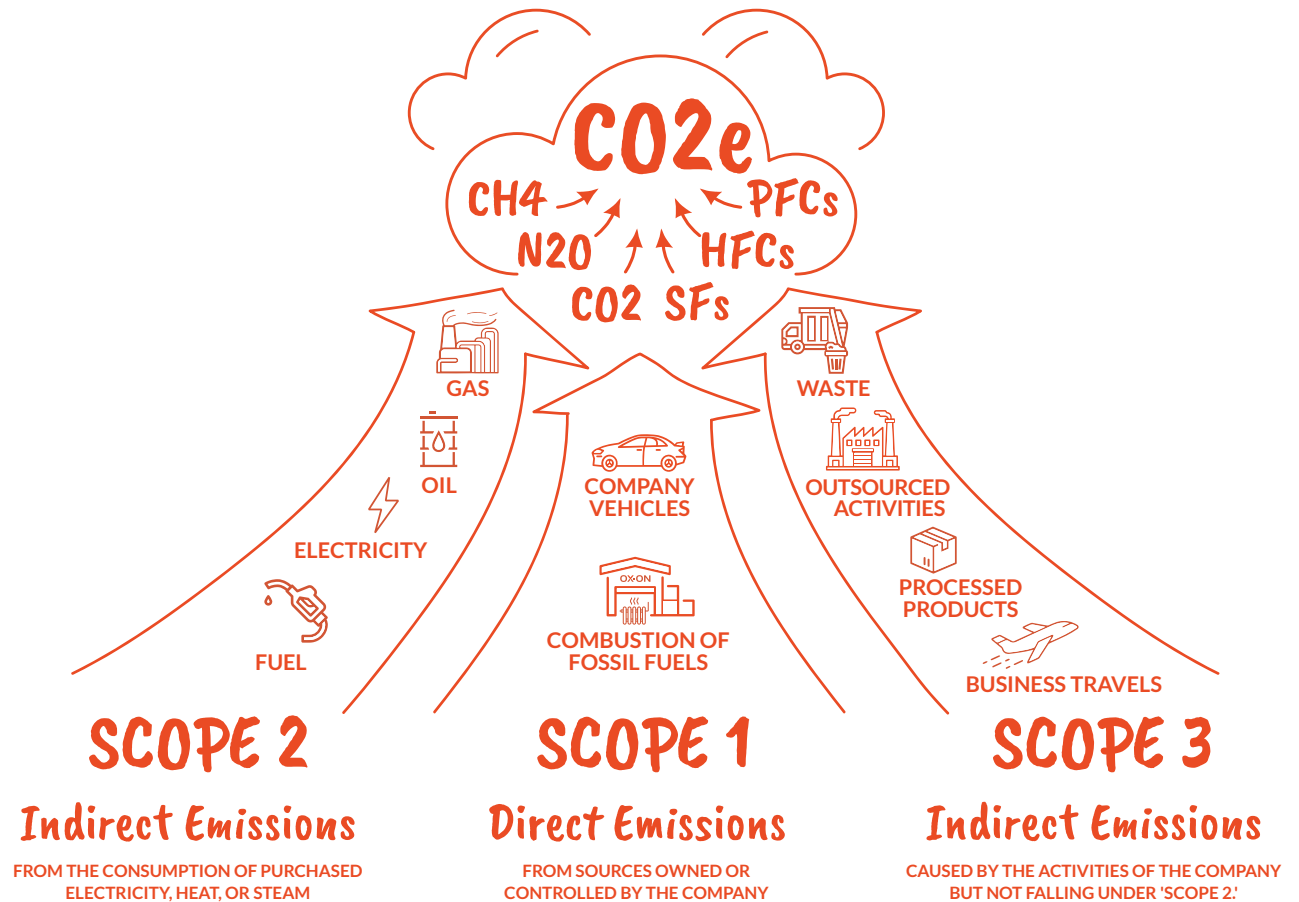 CO2e
CH4
PFCs
N2O
HFCs
CO2
SFs
GAS
OIL
ELECTRICITY
FUEL
COMPANY
VEHICLES
OX-ON
COMBUSTION OF
FOSSIL FUELS
WASTE
OUTSOURCED
ACTIVITIES
PROCESSED
PRODUCTS
BUSINESS TRAVELS
SCOPE 2
Indirect Emissions
FROM THE CONSUMPTION OF PURCHASED
ELECTRICITY, HEAT, OR STEAM
SCOPE 1
Direct Emissions
FROM SOURCES OWNED OR
CONTROLLED BY THE COMPANY
SCOPE 3
Indirect Emissions
CAUSED BY THE ACTIVITIES OF THE COMPANY
BUT NOT FALLING UNDER 'SCOPE 2.'